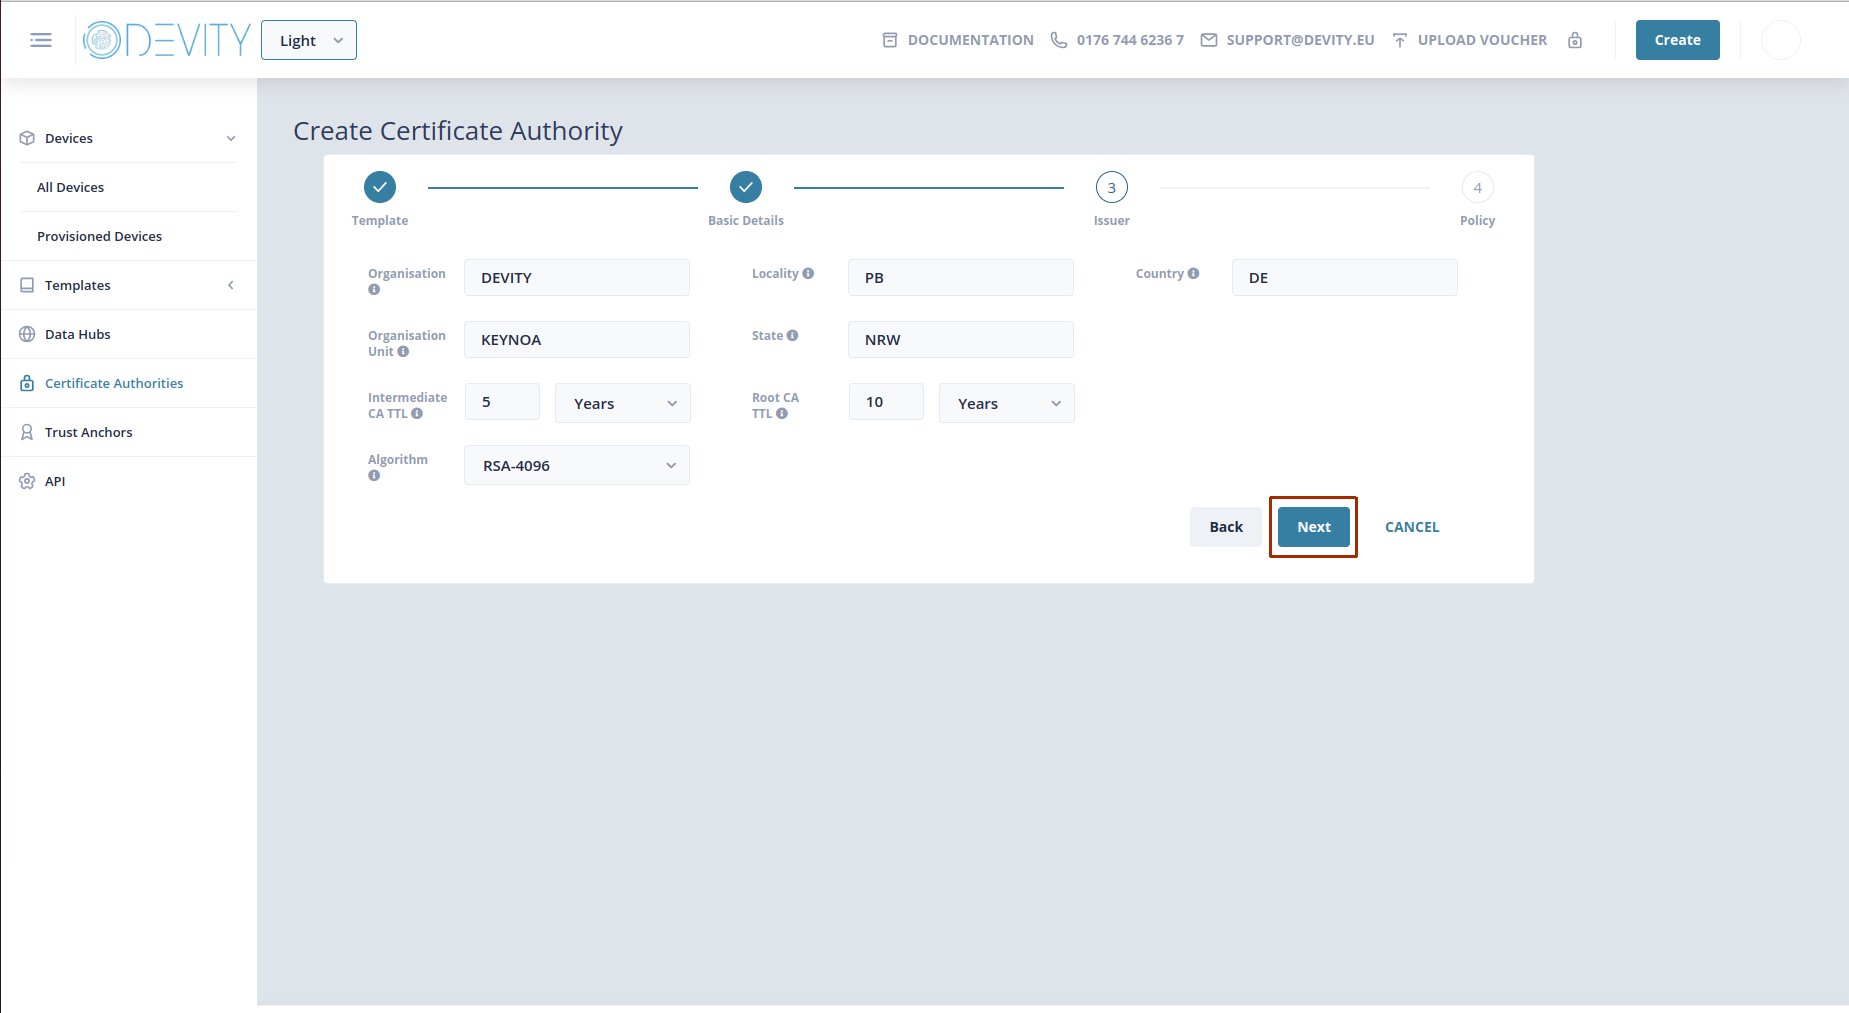 DEVITY
Light
DOCUMENTATION
0176 744 6236 7
SUPPORT@DEVITY.EU
UPLOAD VOUCHER
Create
Devices
All Devices
Provisioned Devices
Templates
Data Hubs
Certificate Authorities
Trust Anchors
API
Create Certificate Authority
3
4
Template
Basic Details
Issuer
Policy
Organisation
DEVITY
Locality
PB
Country
DE
Organisation
Unit
KEYNOA
State
NRW
Intermediate
CA TTL
5
Years
Root CA
TTL
10
Years
Algorithm
RSA-4096
Back
Next
CANCEL